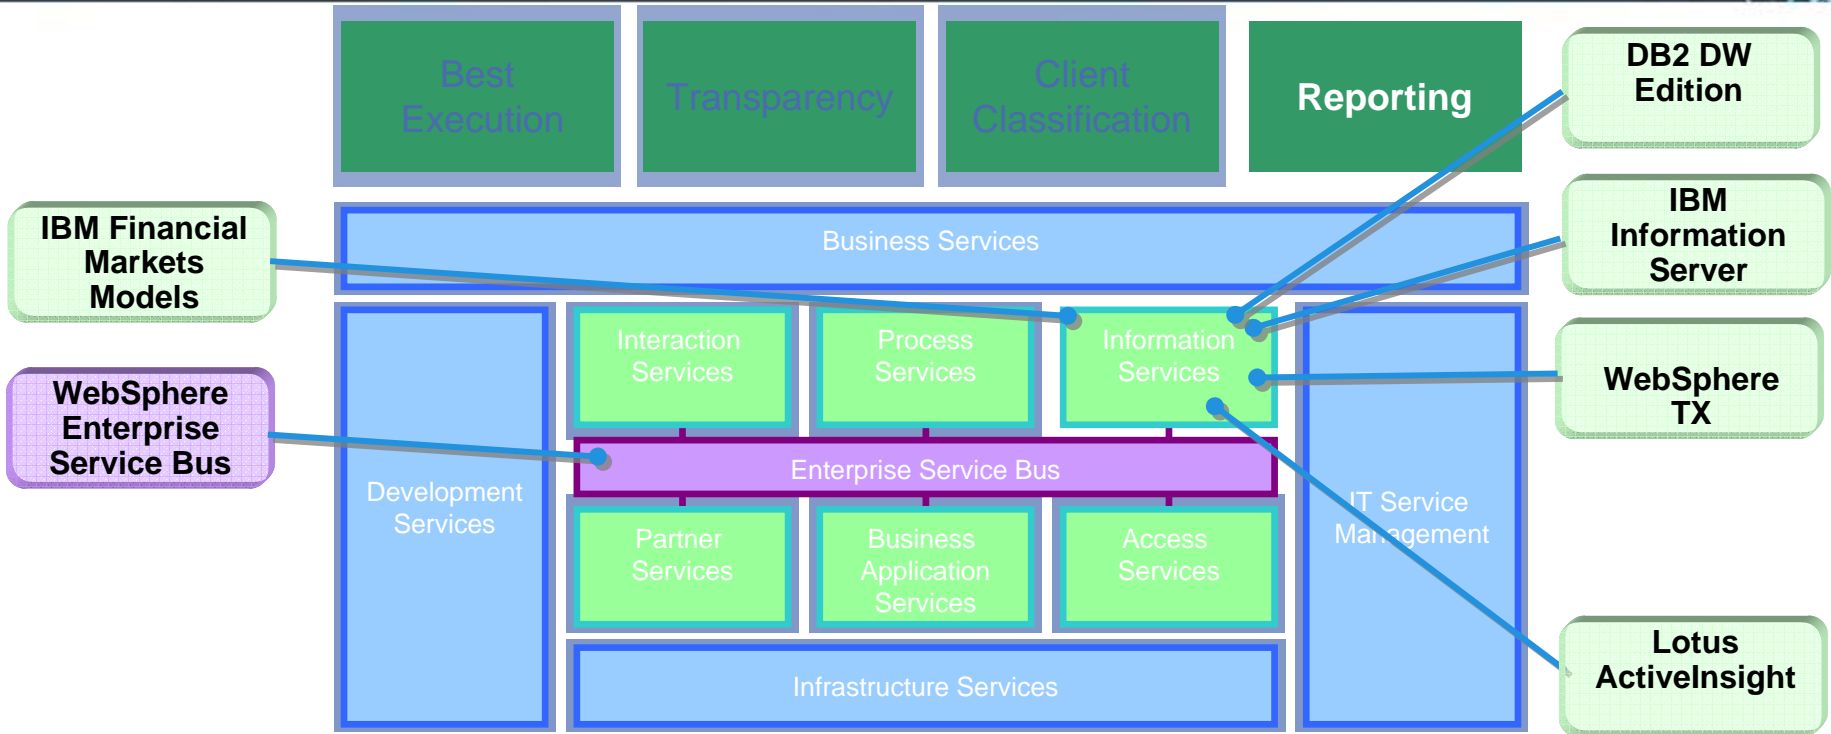 Best
Execution
Transparency
Client
Classification
Reporting
DB2 DW
Edition
IBM Financial
Markets
Models
Business Services
IBM
Information
Server
Interaction
Services
Process
Services
Information
Services
WebSphere
TX
WebSphere
Enterprise
Service Bus
Enterprise Service Bus
Development
Services
IT Service
Management
Partner
Services
Business
Application
Services
Access
Services
Infrastructure Services
Lotus
ActiveInsight